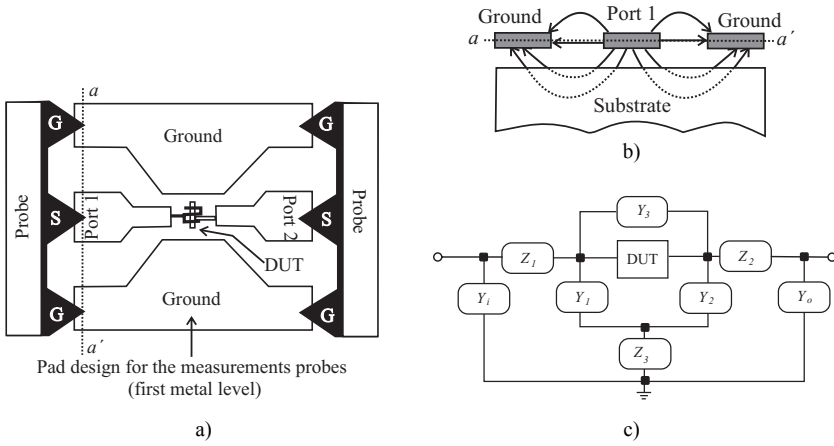 a
G
Ground
G
Probe
S
Port 1
Port 2
S
Probe
DUT
G
Ground
G
a´
Pad design for the measurements probes
(first metal level)
a)
Ground
Port 1
Ground
a
a´
Substrate
b)
Y3
Z1
DUT
Z2
Yi
Y1
Y2
Yo
Z3
c)